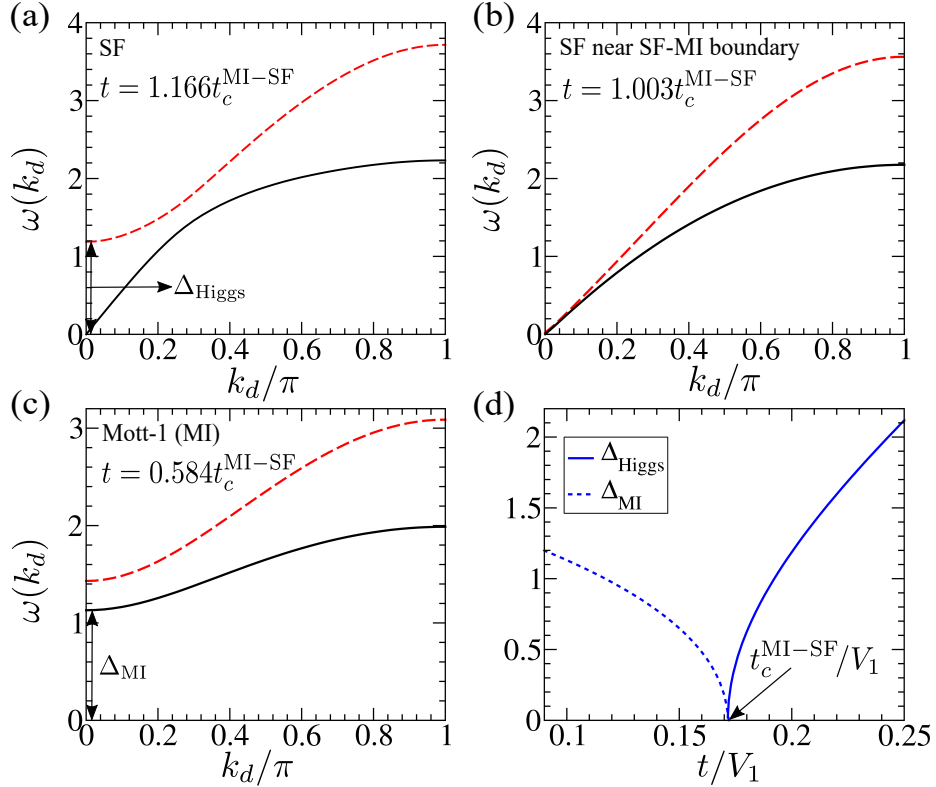 (a)
SF
t = 1.166t_c^{MI−SF}
Δ_Higgs
ω(k_d)
4
3
2
1
0
0 0.2 0.4 0.6 0.8 1
k_d/π
(b)
SF near SF-MI boundary
t = 1.003t_c^{MI−SF}
ω(k_d)
4
3
2
1
0
0 0.2 0.4 0.6 0.8 1
k_d/π
(c)
Mott-1 (MI)
t = 0.584t_c^{MI−SF}
Δ_MI
ω(k_d)
3
2
1
0
0 0.2 0.4 0.6 0.8 1
k_d/π
(d)
Δ_Higgs
Δ_MI
t_c^{MI−SF}/V_1
2
1.5
1
0.5
0
0.1 0.15 0.2 0.25
t/V_1